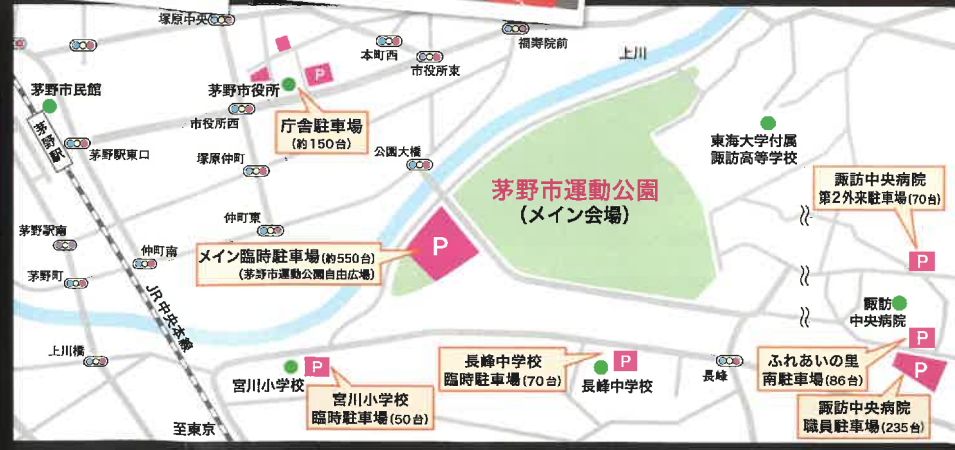 塚原中央
本町西
福寿院前
上川
市役所東
茅野市民館
茅野市役所
P
市役所西
庁舎駐車場
(約150台)
茅野駅
茅野駅東口
塚原仲町
公園大橋
東海大学付属
諏訪高等学校
茅野市運動公園
(メイン会場)
諏訪中央病院
第2外来駐車場(70台)
P
仲町東
茅野駅南
仲町南
メイン臨時駐車場(約550台)
(茅野市運動公園自由広場)
P
茅野町
JR中央本線
諏訪
中央病院
P
上川橋
宮川小学校
P
宮川小学校
臨時駐車場(50台)
長峰中学校
臨時駐車場(70台)
P
長峰中学校
長峰
ふれあいの里
南駐車場(86台)
P
諏訪中央病院
職員駐車場(235台)
至東京